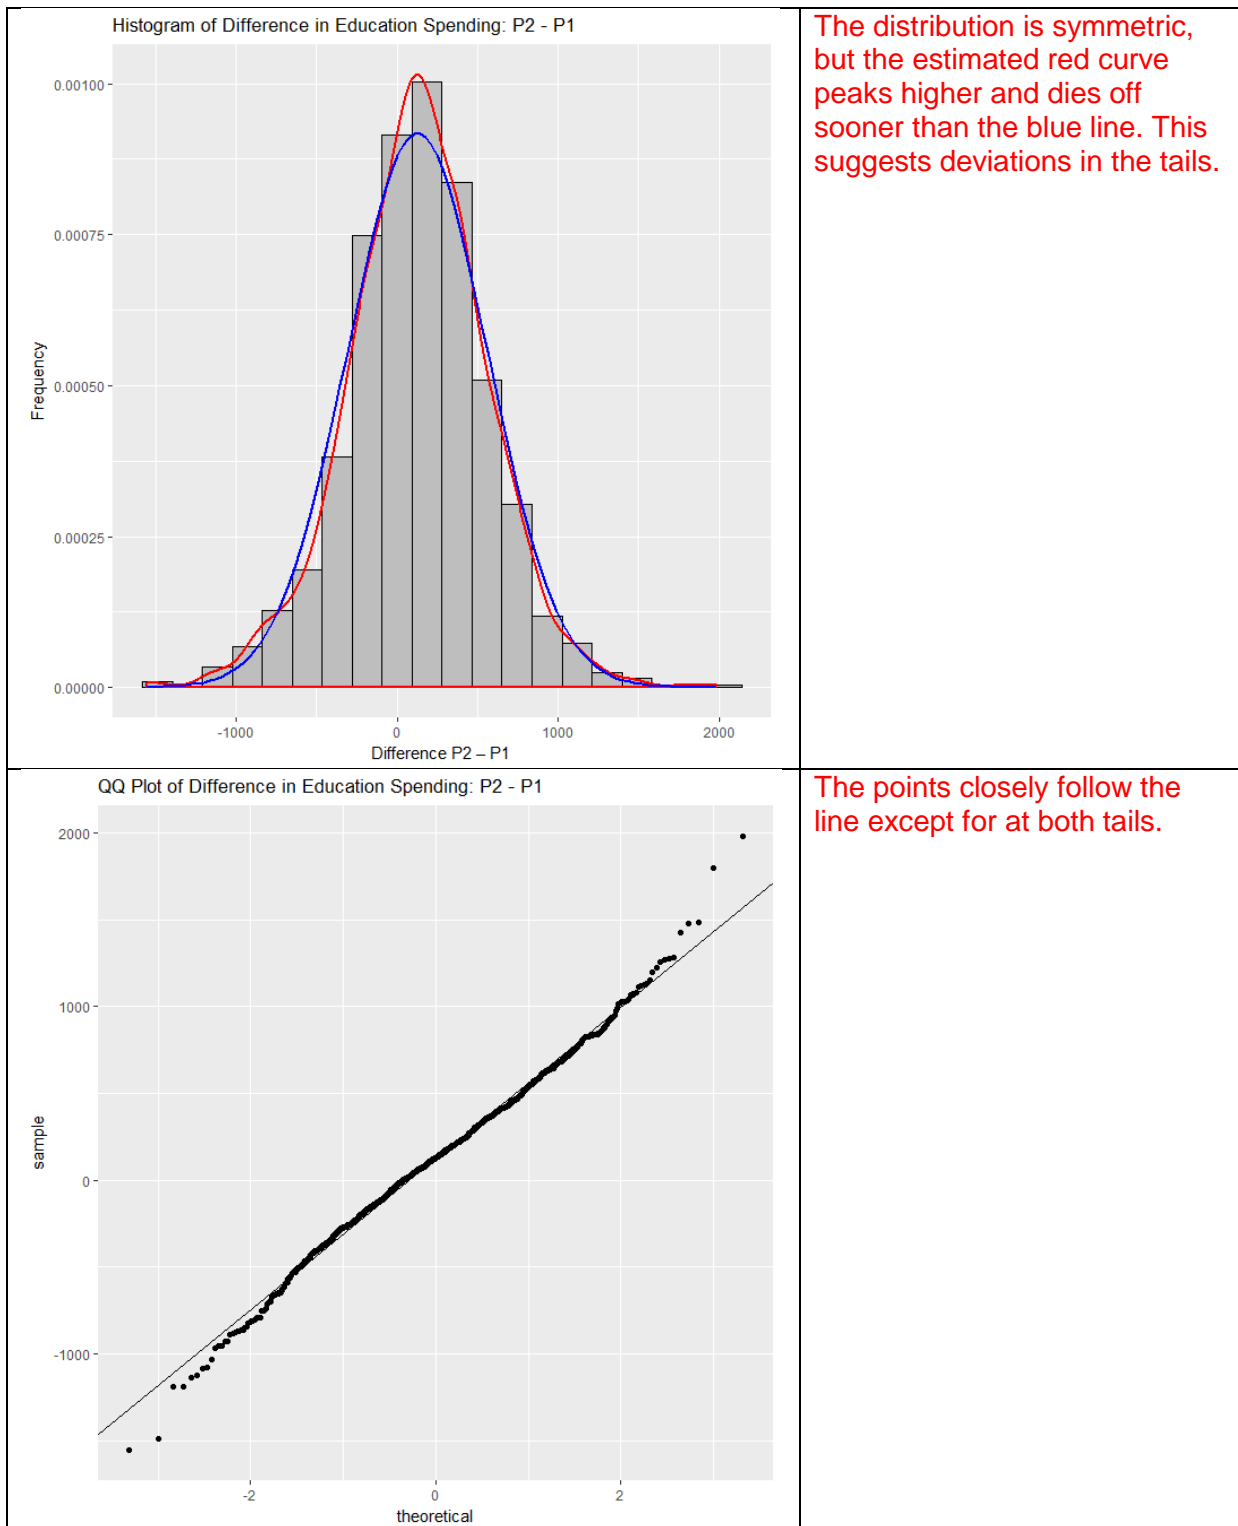 Histogram of Difference in Education Spending: P2 - P1
0.00100
0.00075
0.00050
0.00025
0.00000
Frequency
-1000
0
1000
2000
Difference P2 – P1
The distribution is symmetric,
but the estimated red curve
peaks higher and dies off
sooner than the blue line. This
suggests deviations in the tails.
QQ Plot of Difference in Education Spending: P2 - P1
2000
1000
0
-1000
sample
-2
0
2
theoretical
The points closely follow the
line except for at both tails.